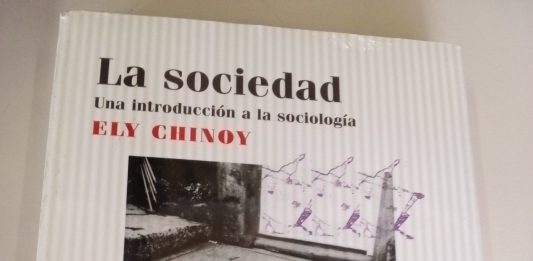 La sociedad
Una introducción a la sociología
ELY CHINOY